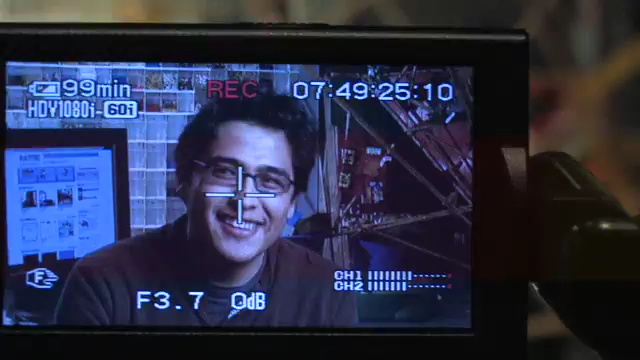 99min REC 07:49:25:10
HDV1080i 60i
F
CH1
CH2
F3.7 0dB